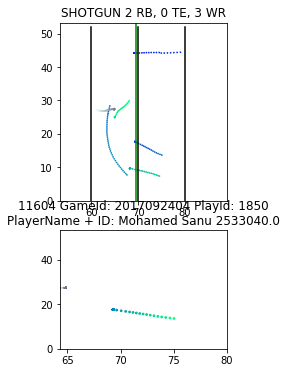 SHOTGUN 2 RB, 0 TE, 3 WR
50
40
30
20
10
0
60 70 80
11604 GameId: 2017092404 PlayId: 1850
PlayerName + ID: Mohamed Sanu 2533040.0
40
20
0
65 70 75 80